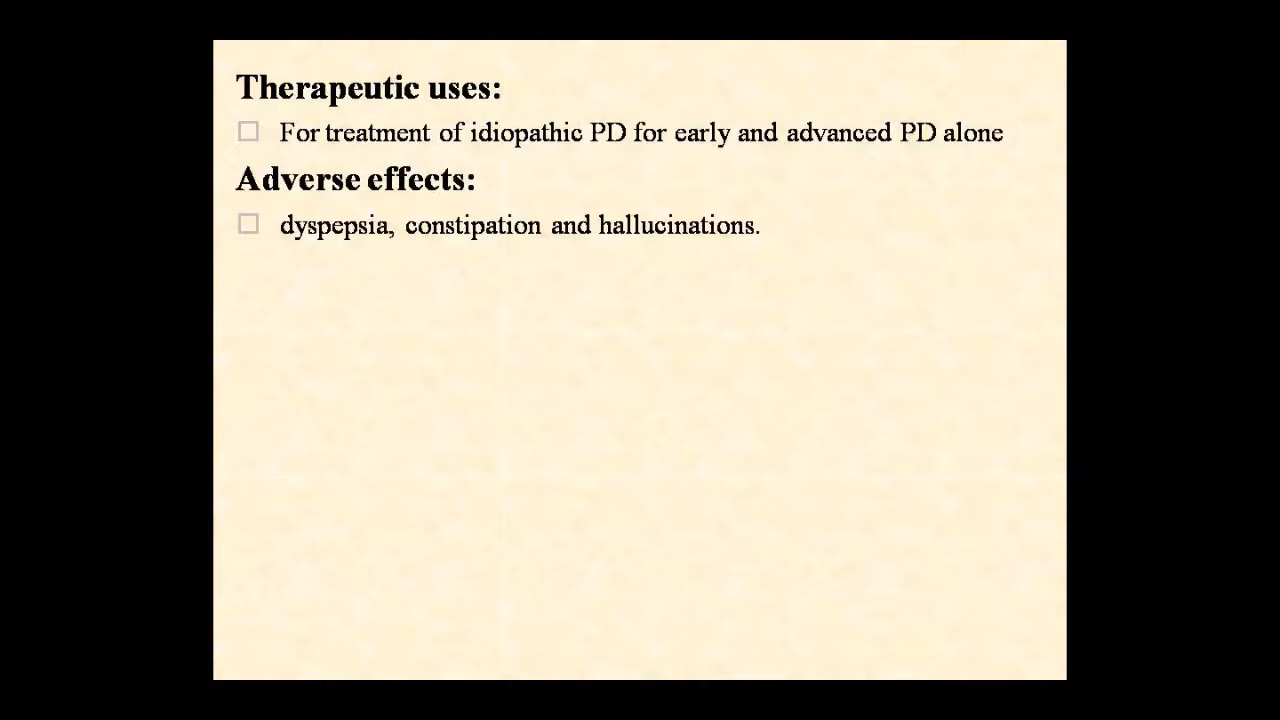 Therapeutic uses:
For treatment of idiopathic PD for early and advanced PD alone
Adverse effects:
dyspepsia, constipation and hallucinations.